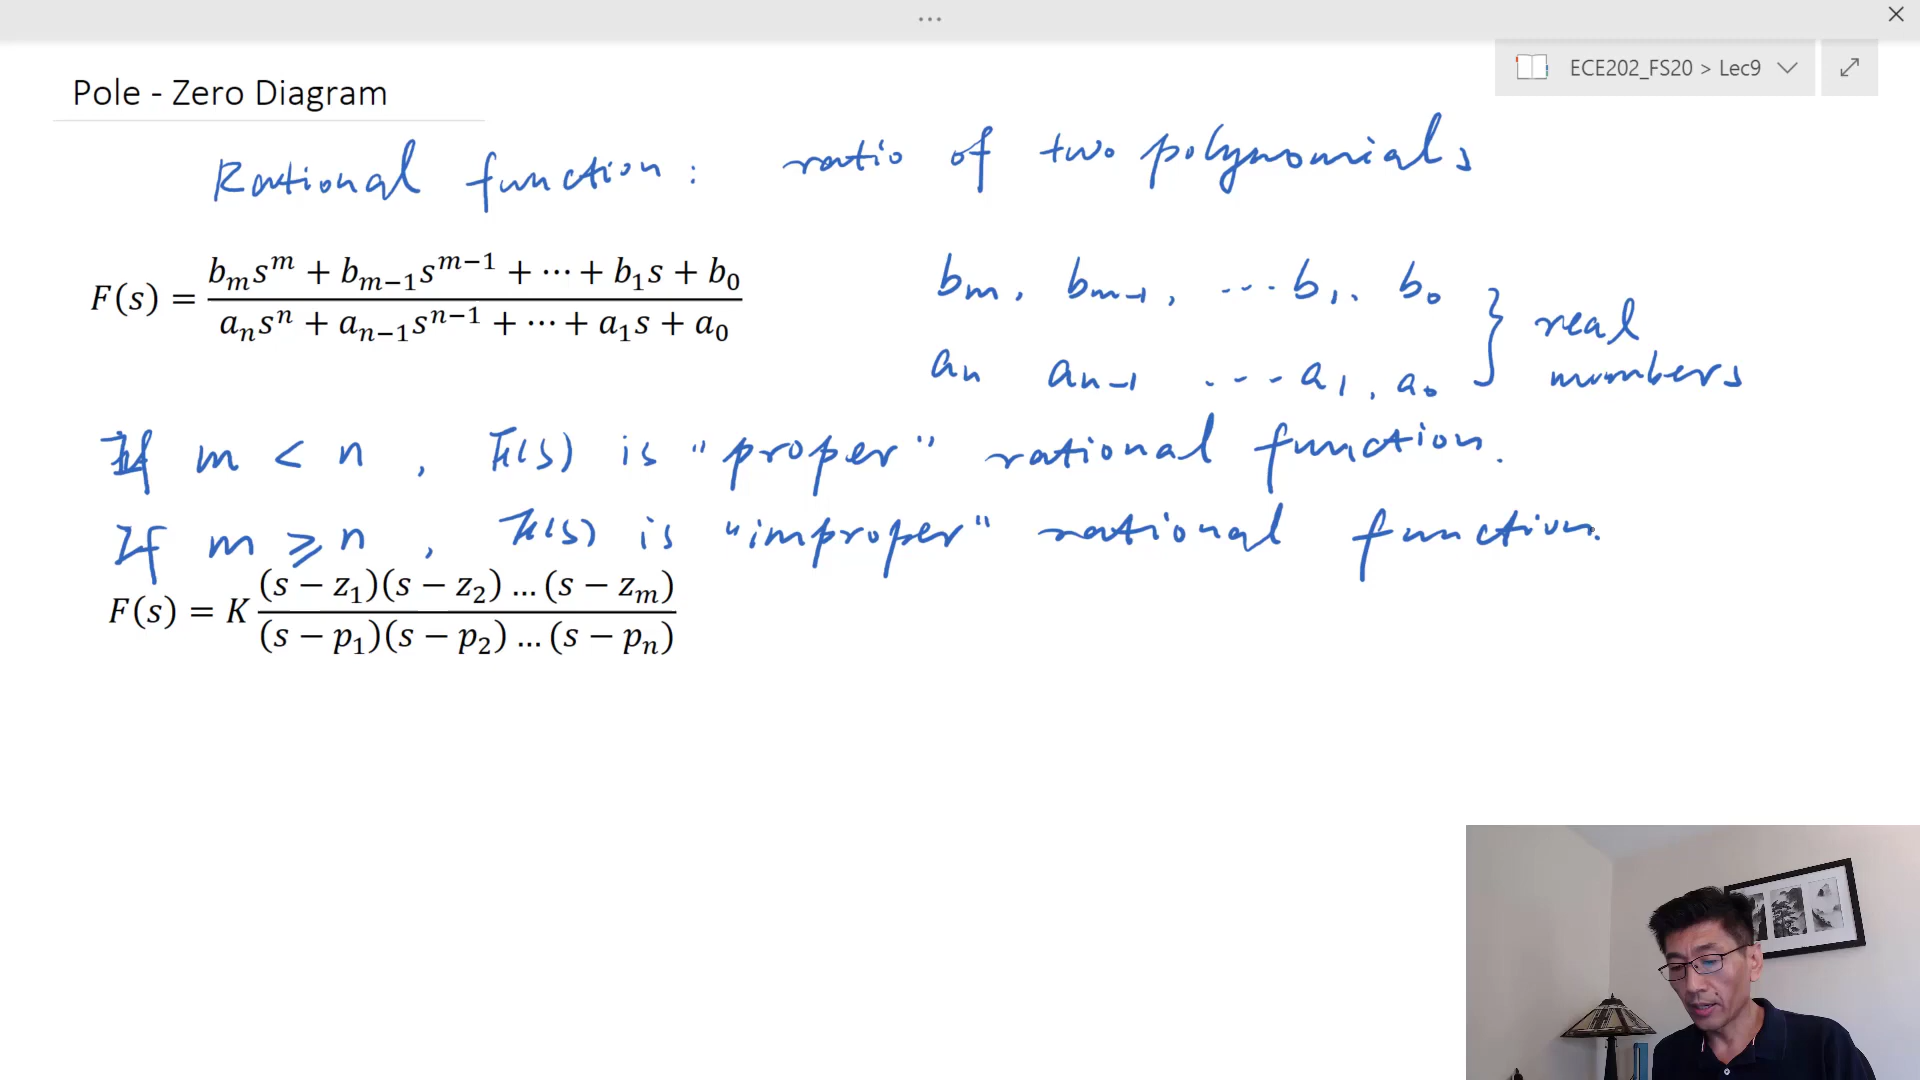 ...
ECE202_FS20 > Lec9
Pole - Zero Diagram
Rational function : ratio of two polynomials
F(s) = \frac{b_m s^m + b_{m-1} s^{m-1} + ⋯ + b_1 s + b_0}{a_n s^n + a_{n-1} s^{n-1} + ⋯ + a_1 s + a_0}
b_m, b_{m-1}, ... b_1, b_0
a_n a_{n-1} ... a_1, a_0 } real numbers
If m < n , F(s) is "proper" rational function.
If m ⩾ n , F(s) is "improper" rational function.
F(s) = K \frac{(s − z_1)(s − z_2) … (s − z_m)}{(s − p_1)(s − p_2) … (s − p_n)}